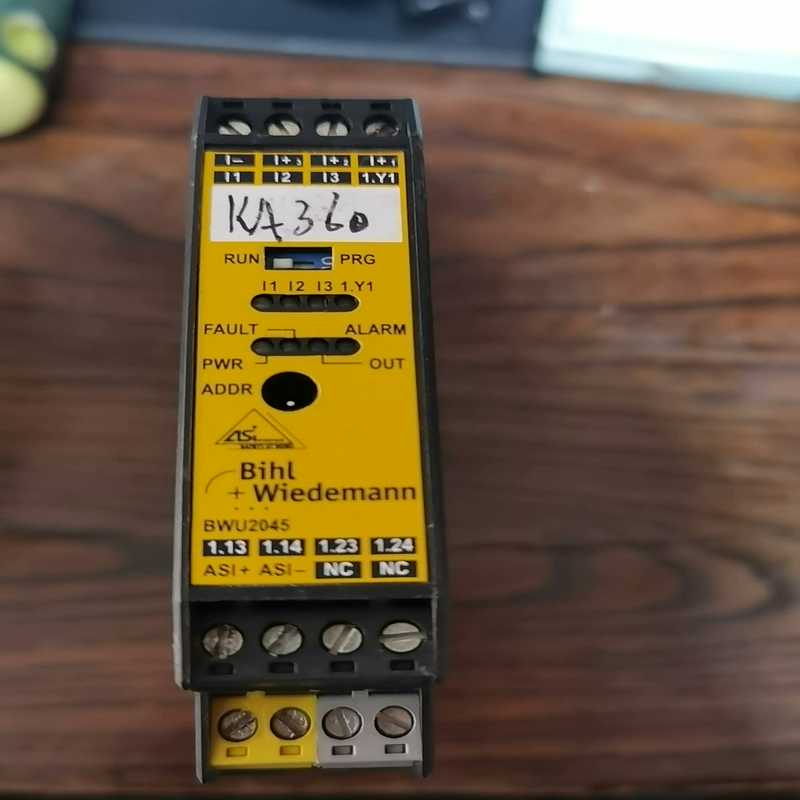 I- I+₃ I+₂ I+₁
I1 I2 I3 1.Y1
KA360
RUN PRG
I1 I2 I3 1.Y1
FAULT ALARM
PWR OUT
ADDR
ASi
Bihl
+ Wiedemann
BWU2045
1.13 1.14 1.23 1.24
ASI+ ASI- NC NC